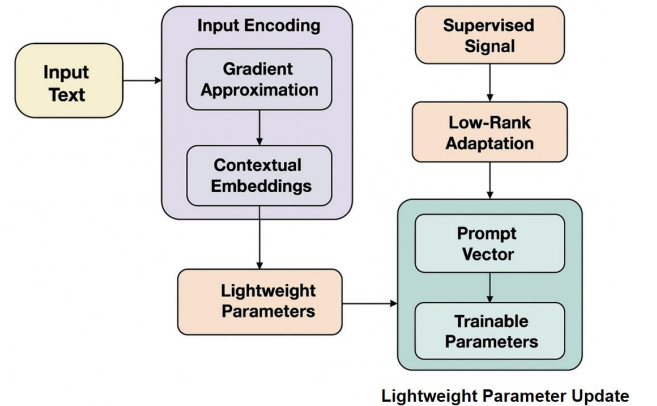 Input
Text
Input Encoding
Gradient
Approximation
Contextual
Embeddings
Lightweight
Parameters
Supervised
Signal
Low-Rank
Adaptation
Prompt
Vector
Trainable
Parameters
Lightweight Parameter Update